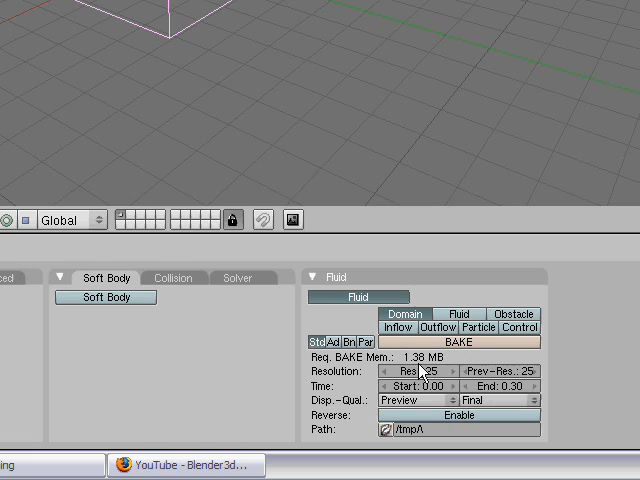 Global
ced
Soft Body
Collision
Solver
Fluid
Soft Body
Fluid
Domain Fluid Obstacle
Inflow Outflow Particle Control
Std Ad Bn Par BAKE
Req. BAKE Mem.: 1.38 MB
Resolution: Res: 25 Prev-Res.: 25
Time: Start: 0.00 End: 0.30
Disp.-Qual.: Preview Final
Reverse: Enable
Path: /tmp/\
ing
YouTube - Blender3d...